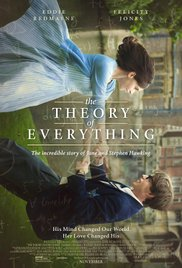 EDDIE
REDMAYNE
FELICITY
JONES
the
THEORY
of
EVERYTHING
The incredible story of Jane and Stephen Hawking
His Mind Changed Our World.
Her Love Changed His.
NOVEMBER